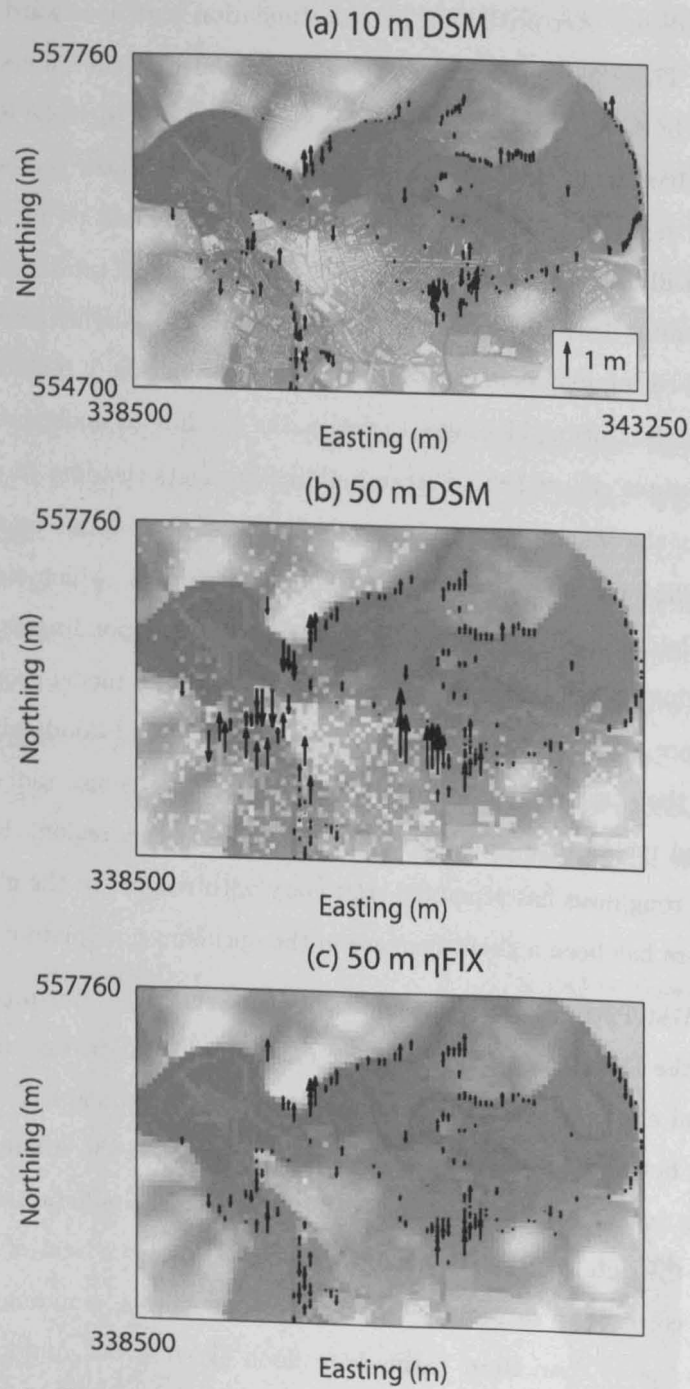 (a) 10 m DSM
557760
Northing (m)
1 m
554700
338500
343250
Easting (m)
(b) 50 m DSM
557760
Northing (m)
338500
Easting (m)
(c) 50 m ηFIX
557760
Northing (m)
338500
Easting (m)